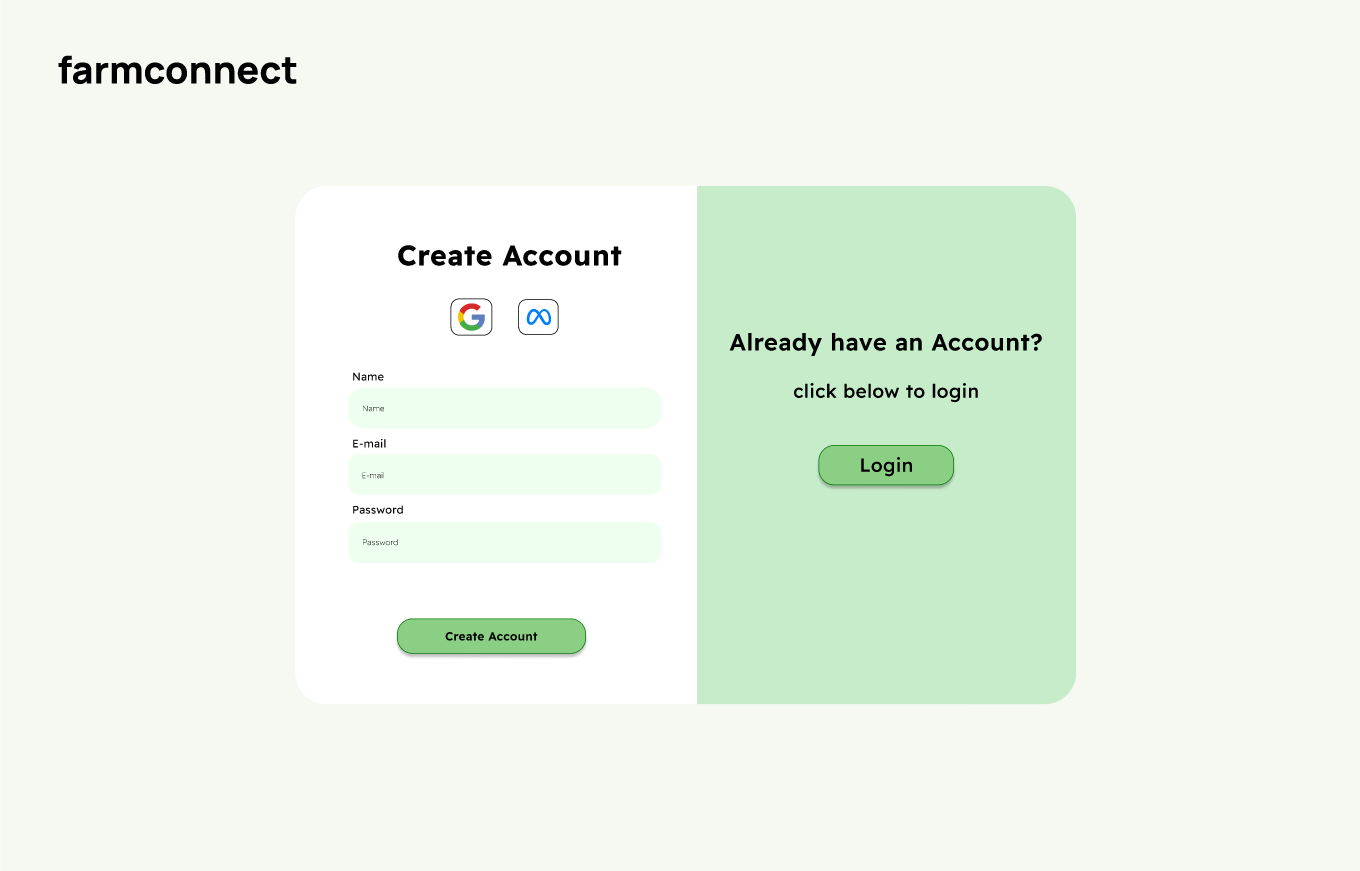 farmconnect
Create Account
Name
Name
E-mail
E-mail
Password
Password
Create Account
Already have an Account?
click below to login
Login